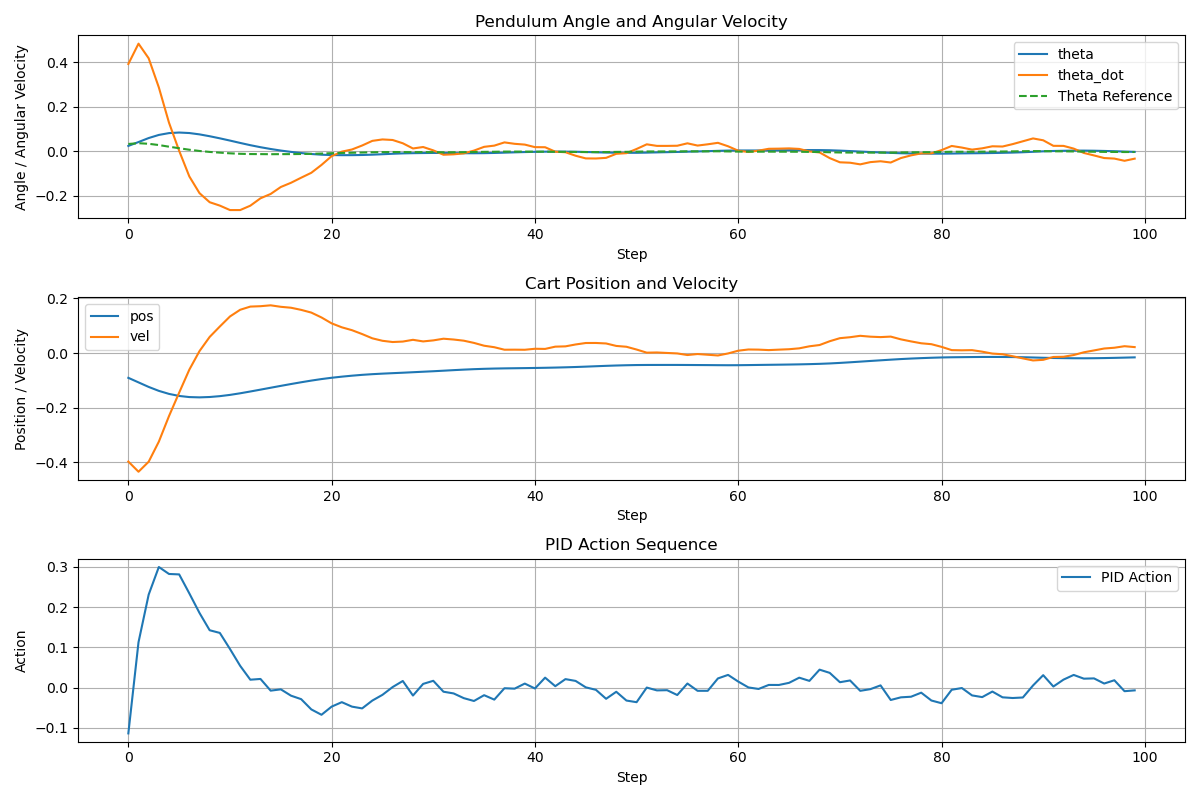 Pendulum Angle and Angular Velocity
Angle / Angular Velocity
0.4
0.2
0.0
−0.2
theta
theta_dot
Theta Reference
0 20 40 60 80 100
Step
Cart Position and Velocity
Position / Velocity
0.2
0.0
−0.2
−0.4
pos
vel
0 20 40 60 80 100
Step
PID Action Sequence
Action
0.3
0.2
0.1
0.0
−0.1
PID Action
0 20 40 60 80 100
Step